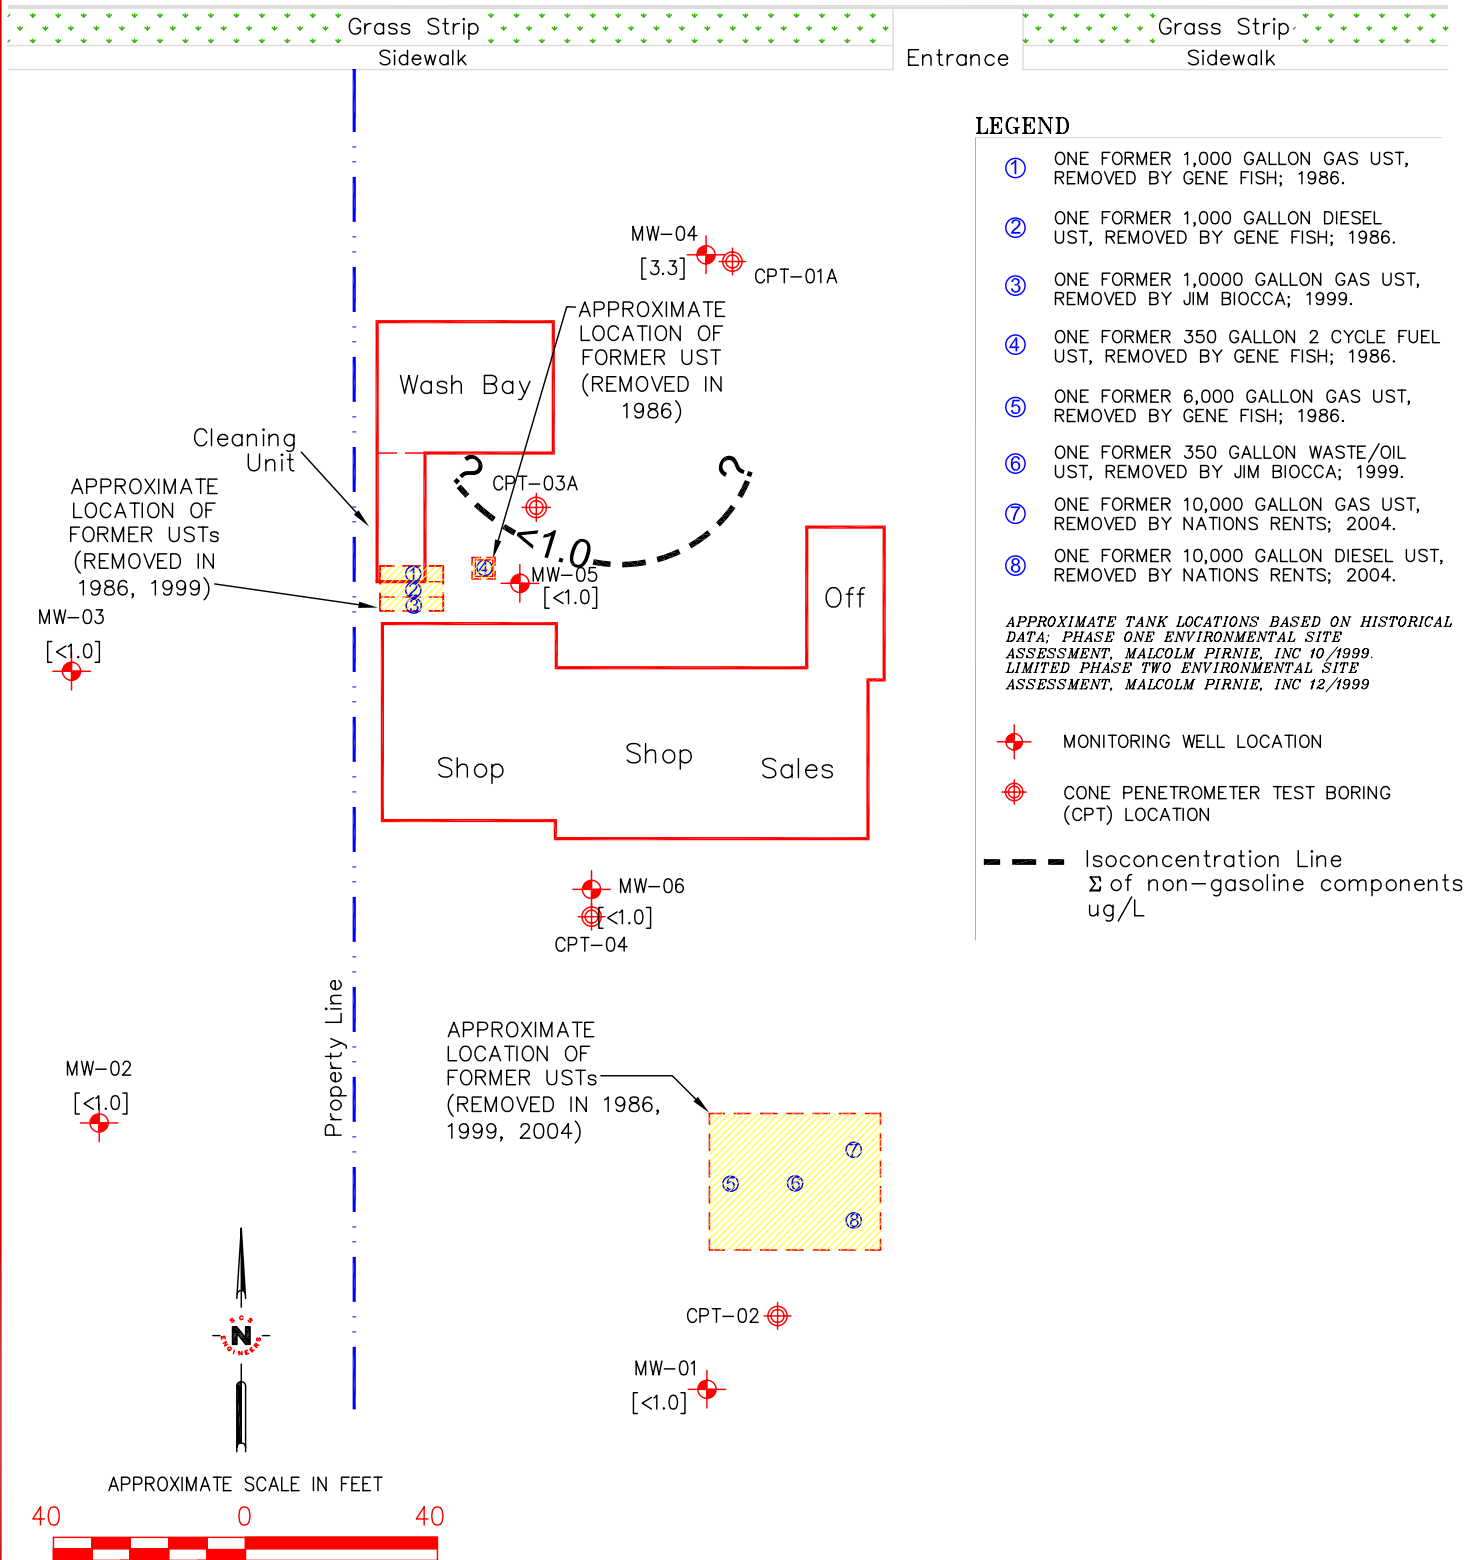 Grass Strip
Grass Strip
Sidewalk
Entrance
Sidewalk
LEGEND
① ONE FORMER 1,000 GALLON GAS UST,
REMOVED BY GENE FISH; 1986.
② ONE FORMER 1,000 GALLON DIESEL
UST, REMOVED BY GENE FISH; 1986.
③ ONE FORMER 1,0000 GALLON GAS UST,
REMOVED BY JIM BIOCCA; 1999.
④ ONE FORMER 350 GALLON 2 CYCLE FUEL
UST, REMOVED BY GENE FISH; 1986.
⑤ ONE FORMER 6,000 GALLON GAS UST,
REMOVED BY GENE FISH; 1986.
⑥ ONE FORMER 350 GALLON WASTE/OIL
UST, REMOVED BY JIM BIOCCA; 1999.
⑦ ONE FORMER 10,000 GALLON GAS UST,
REMOVED BY NATIONS RENTS; 2004.
⑧ ONE FORMER 10,000 GALLON DIESEL UST,
REMOVED BY NATIONS RENTS; 2004.
APPROXIMATE TANK LOCATIONS BASED ON HISTORICAL
DATA; PHASE ONE ENVIRONMENTAL SITE
ASSESSMENT, MALCOLM PIRNIE, INC 10/1999.
LIMITED PHASE TWO ENVIRONMENTAL SITE
ASSESSMENT, MALCOLM PIRNIE, INC 12/1999
MONITORING WELL LOCATION
CONE PENETROMETER TEST BORING
(CPT) LOCATION
Isoconcentration Line
Σ of non-gasoline components
ug/L
MW-04
[3.3]
CPT-01A
APPROXIMATE
LOCATION OF
FORMER UST
(REMOVED IN
1986)
Wash Bay
Cleaning
Unit
APPROXIMATE
LOCATION OF
FORMER USTs
(REMOVED IN
1986, 1999)
?
?
CPT-03A
<1.0
①
②
③
④
MW-05
[<1.0]
MW-03
[<1.0]
Off
Shop
Shop
Sales
MW-06
[<1.0]
CPT-04
Property Line
MW-02
[<1.0]
APPROXIMATE
LOCATION OF
FORMER USTs
(REMOVED IN 1986,
1999, 2004)
⑤
⑥
⑦
⑧
CPT-02
MW-01
[<1.0]
SCS
N
ENGINEERS
APPROXIMATE SCALE IN FEET
40 0 40